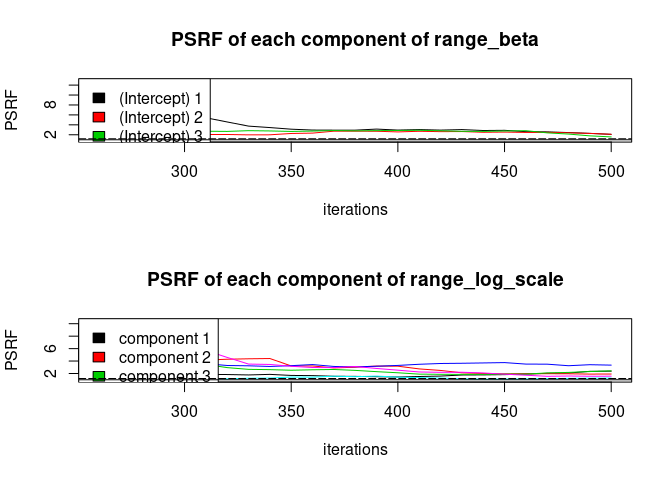 PSRF of each component of range_beta
PSRF
8
2
(Intercept) 1
(Intercept) 2
(Intercept) 3
300 350 400 450 500
iterations
PSRF of each component of range_log_scale
PSRF
6
2
component 1
component 2
component 3
300 350 400 450 500
iterations